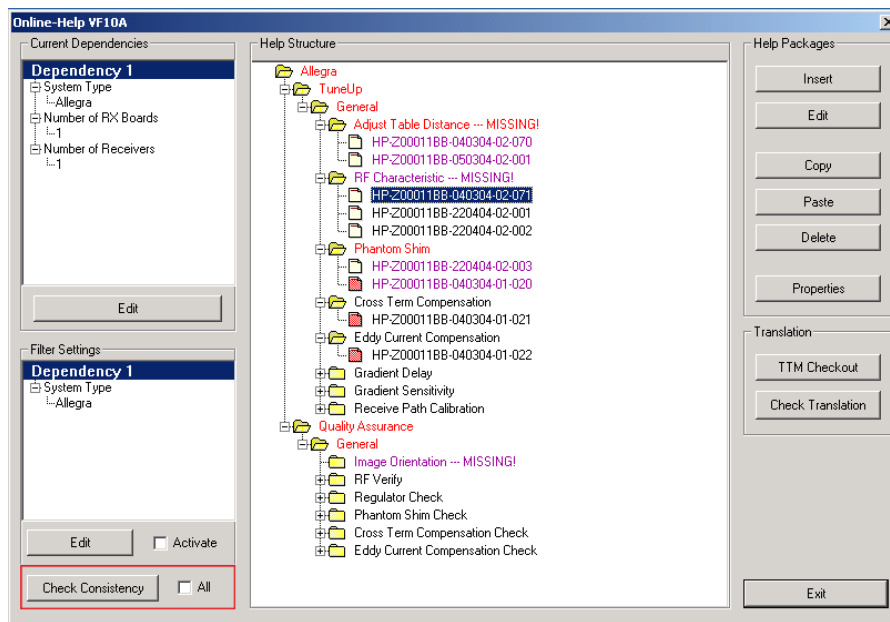 Online-Help VF10A
Current Dependencies
Dependency 1
System Type
Allegra
Number of RX Boards
1
Number of Receivers
1
Edit
Filter Settings
Dependency 1
System Type
Allegra
Edit
Activate
Check Consistency
All
Help Structure
Allegra
TuneUp
General
Adjust Table Distance --- MISSING!
HP-Z00011BB-040304-02-070
HP-Z00011BB-050304-02-001
RF Characteristic --- MISSING!
HP-Z00011BB-040304-02-071
HP-Z00011BB-220404-02-001
HP-Z00011BB-220404-02-002
Phantom Shim
HP-Z00011BB-220404-02-003
HP-Z00011BB-040304-01-020
Cross Term Compensation
HP-Z00011BB-040304-01-021
Eddy Current Compensation
HP-Z00011BB-040304-01-022
Gradient Delay
Gradient Sensitivity
Receive Path Calibration
Quality Assurance
General
Image Orientation --- MISSING!
RF Verify
Regulator Check
Phantom Shim Check
Cross Term Compensation Check
Eddy Current Compensation Check
Help Packages
Insert
Edit
Copy
Paste
Delete
Properties
Translation
TTM Checkout
Check Translation
Exit